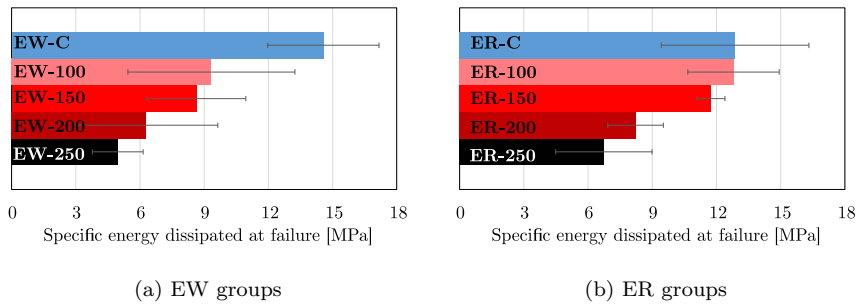 EW-C
EW-100
EW-150
EW-200
EW-250
0 3 6 9 12 15 18
Specific energy dissipated at failure [MPa]
(a) EW groups
ER-C
ER-100
ER-150
ER-200
ER-250
0 3 6 9 12 15 18
Specific energy dissipated at failure [MPa]
(b) ER groups